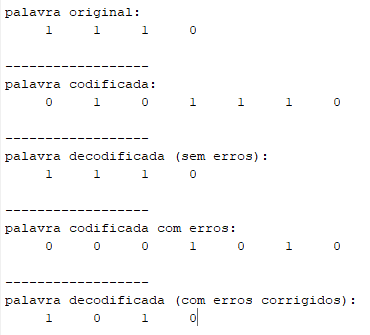 palavra original:
1 1 1 0
------------------
palavra codificada:
0 1 0 1 1 1 0
------------------
palavra decodificada (sem erros):
1 1 1 0
------------------
palavra codificada com erros:
0 0 0 1 0 1 0
------------------
palavra decodificada (com erros corrigidos):
1 0 1 0